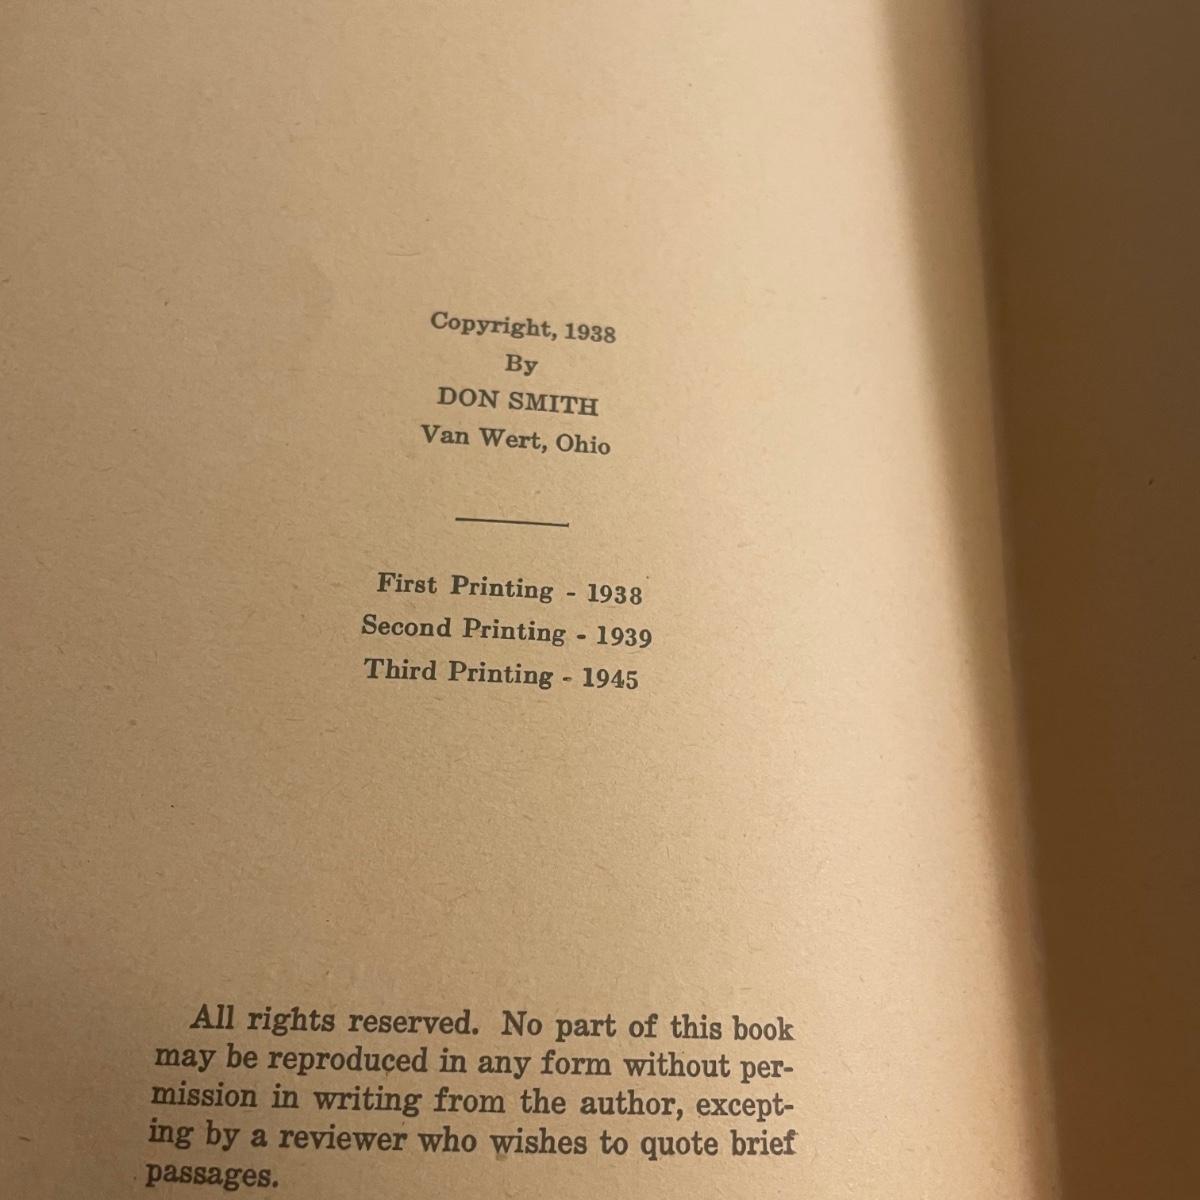 Copyright, 1938
By
DON SMITH
Van Wert, Ohio
First Printing - 1938
Second Printing - 1939
Third Printing - 1945
All rights reserved. No part of this book
may be reproduced in any form without per-
mission in writing from the author, except-
ing by a reviewer who wishes to quote brief
passages.